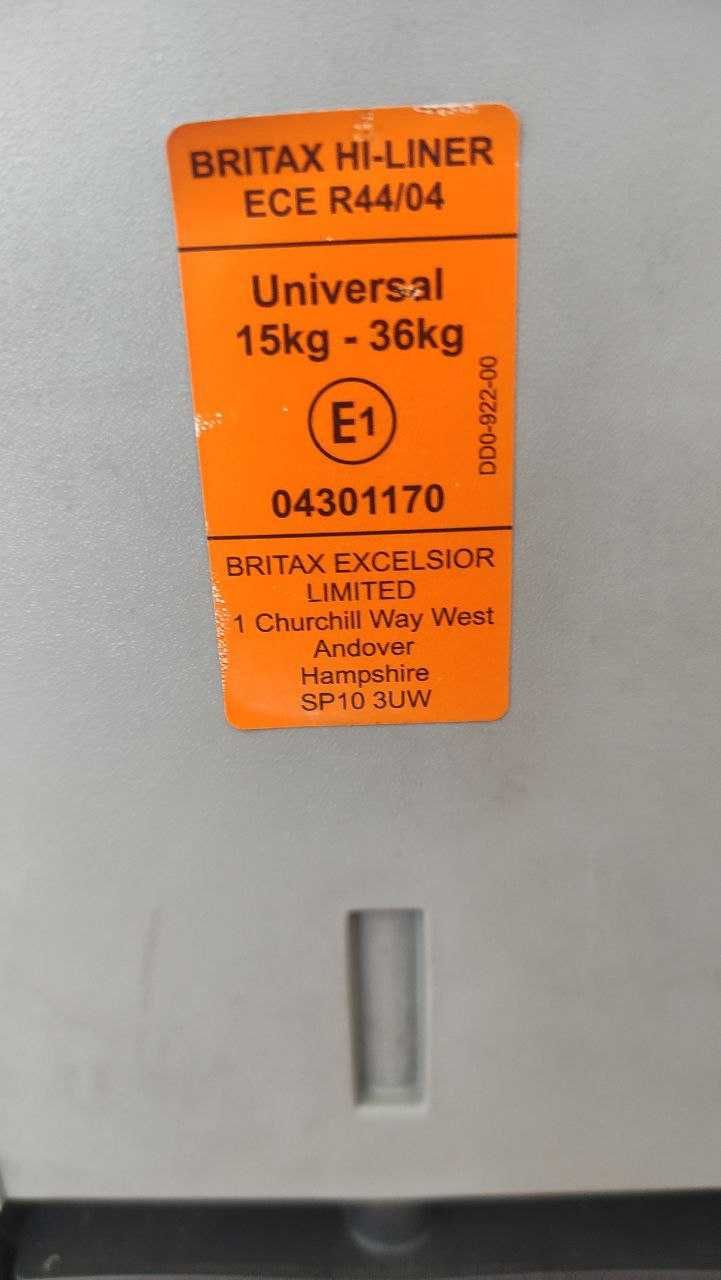 BRITAX HI-LINER
ECE R44/04
Universal
15kg - 36kg
E1
04301170
DD0-922-00
BRITAX EXCELSIOR
LIMITED
1 Churchill Way West
Andover
Hampshire
SP10 3UW